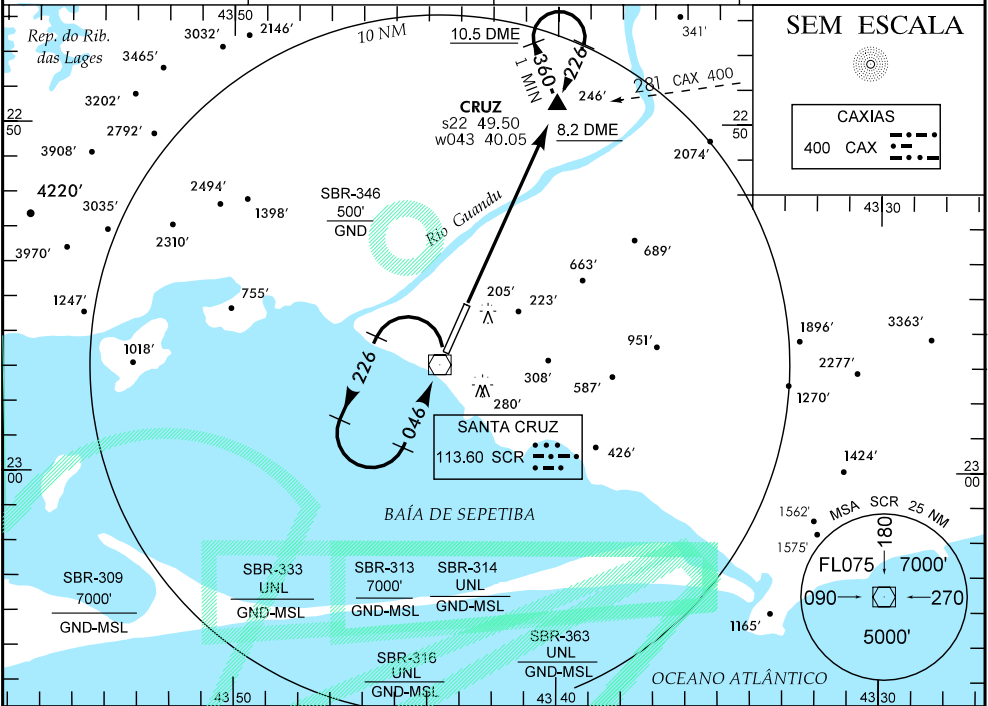 43 50
10 NM
10.5 DME
341'
SEM ESCALA
Rep. do Rib.
das Lages
3032'
2146'
3465'
360
1 MIN
226
281 CAX 400
246'
3202'
CRUZ
s22 49.50
w043 40.05
8.2 DME
22
50
22
50
CAXIAS
400 CAX
2792'
3908'
2074'
4220'
2494'
SBR-346
500'
GND
Rio Guandu
43 30
3035'
1398'
2310'
3970'
689'
663'
1247'
755'
205'
223'
1896'
3363'
1018'
951'
2277'
226
046
308'
587'
1270'
280'
SANTA CRUZ
113.60 SCR
426'
1424'
23
00
23
00
BAÍA DE SEPETIBA
1562'
1575'
MSA SCR 25 NM
180
FL075
7000'
090
270
5000'
SBR-309
7000'
GND-MSL
SBR-333
UNL
GND-MSL
SBR-313
7000'
GND-MSL
SBR-314
UNL
GND-MSL
1165'
SBR-363
UNL
GND-MSL
SBR-316
UNL
GND-MSL
OCEANO ATLÂNTICO
43 50
43 40
43 30